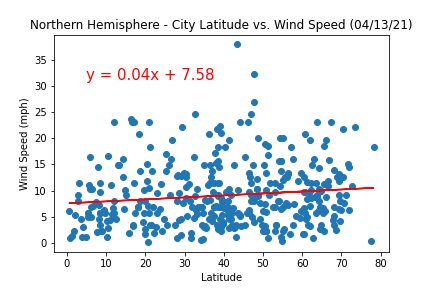 Northern Hemisphere - City Latitude vs. Wind Speed (04/13/21)
y = 0.04x + 7.58
Wind Speed (mph)
35
30
25
20
15
10
5
0
0 10 20 30 40 50 60 70 80
Latitude